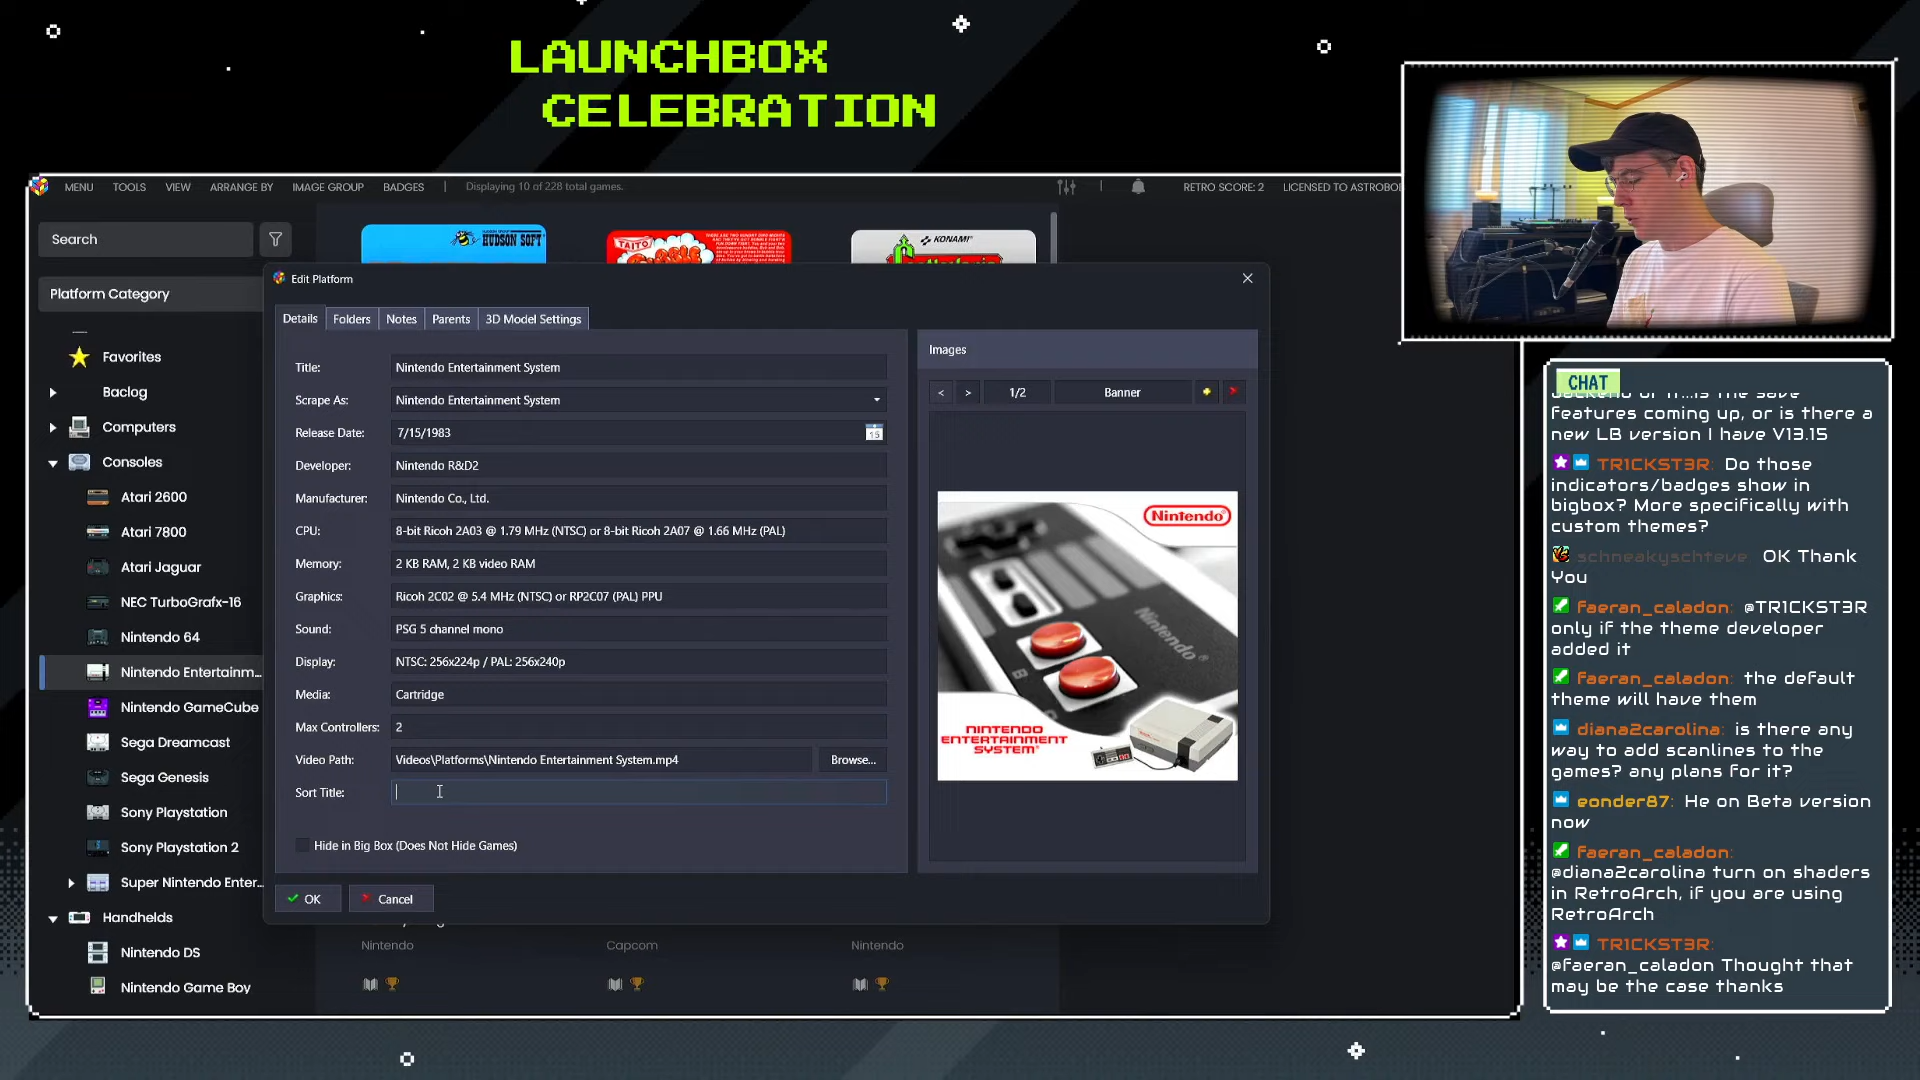 LAUNCHBOX
CELEBRATION
MENU
TOOLS
VIEW
ARRANGE BY
IMAGE GROUP
BADGES
Displaying 10 of 228 total games.
RETRO SCORE: 2
Search
Platform Category
Favorites
Baclog
Computers
Consoles
Atari 2600
Atari 7800
Atari Jaguar
NEC TurboGrafx-16
Nintendo 64
Nintendo Entertainm...
Nintendo GameCube
Sega Dreamcast
Sega Genesis
Sony Playstation
Sony Playstation 2
Super Nintendo Enter...
Handhelds
Nintendo DS
Nintendo Game Boy
HUDSON SOFT
TAITO
KONAMI
Edit Platform
Details
Folders
Notes
Parents
3D Model Settings
Title:
Nintendo Entertainment System
Scrape As:
Nintendo Entertainment System
Release Date:
7/15/1983
15
Developer:
Nintendo R&D2
Manufacturer:
Nintendo Co., Ltd.
CPU:
8-bit Ricoh 2A03 @ 1.79 MHz (NTSC) or 8-bit Ricoh 2A07 @ 1.66 MHz (PAL)
Memory:
2 KB RAM, 2 KB video RAM
Graphics:
Ricoh 2C02 @ 5.4 MHz (NTSC) or RP2C07 (PAL) PPU
Sound:
PSG 5 channel mono
Display:
NTSC: 256x224p / PAL: 256x240p
Media:
Cartridge
Max Controllers:
2
Video Path:
Videos\Platforms\Nintendo Entertainment System.mp4
Browse...
Sort Title:
Hide in Big Box (Does Not Hide Games)
OK
Cancel
Images
<
>
1/2
Banner
Nintendo
Nintendo
B
NINTENDO
ENTERTAINMENT
SYSTEM
Nintendo
Capcom
Nintendo
CHAT
features coming up, or is there a
new LB version I have V13.15
TR1CKST3R: Do those
indicators/badges show in
bigbox? More specifically with
custom themes?
schneakyschteve OK Thank
You
faeran_caladon: @TR1CKST3R
only if the theme developer
added it
faeran_caladon: the default
theme will have them
diana2carolina: is there any
way to add scanlines to the
games? any plans for it?
eonder87: He on Beta version
now
faeran_caladon:
@diana2carolina turn on shaders
in RetroArch, if you are using
RetroArch
TR1CKST3R:
@faeran_caladon Thought that
may be the case thanks